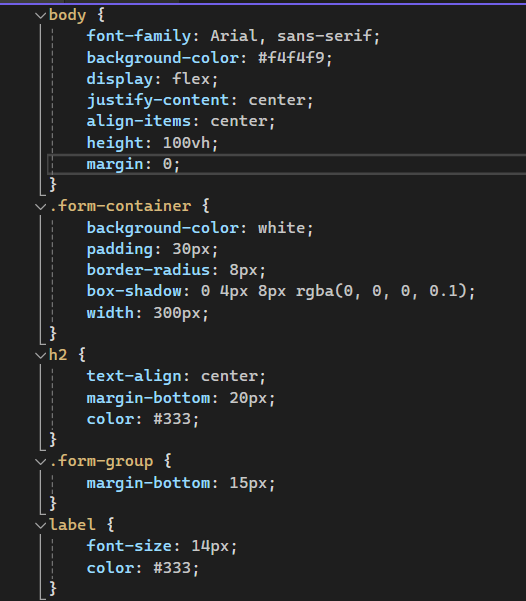 body {
font-family: Arial, sans-serif;
background-color: #f4f4f9;
display: flex;
justify-content: center;
align-items: center;
height: 100vh;
margin: 0;
}
.form-container {
background-color: white;
padding: 30px;
border-radius: 8px;
box-shadow: 0 4px 8px rgba(0, 0, 0, 0.1);
width: 300px;
}
h2 {
text-align: center;
margin-bottom: 20px;
color: #333;
}
.form-group {
margin-bottom: 15px;
}
label {
font-size: 14px;
color: #333;
}